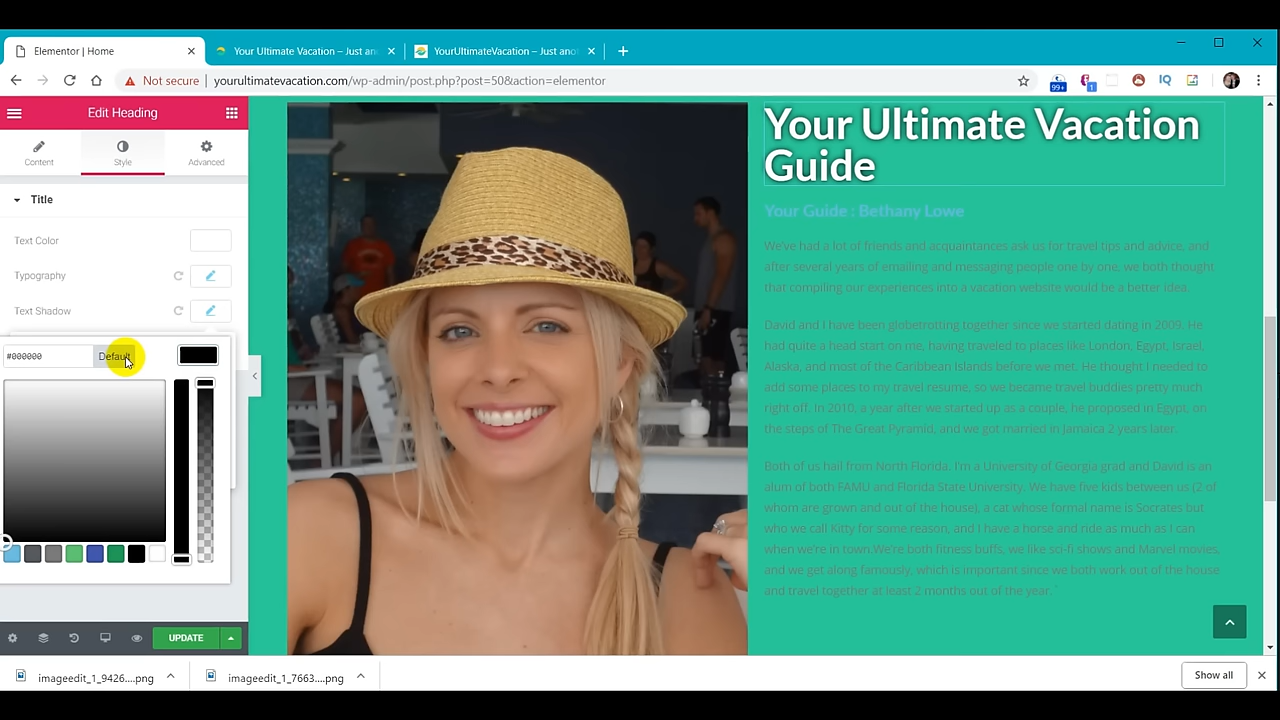 Elementor | Home
Your Ultimate Vacation – Just an
YourUltimateVacation – Just anot
Not secure
yourultimatevacation.com/wp-admin/post.php?post=50&action=elementor
99+
1
IQ
Edit Heading
Content
Style
Advanced
Title
Text Color
Typography
Text Shadow
#000000
Default
UPDATE
Your Ultimate Vacation
Guide
Your Guide : Bethany Lowe
We've had a lot of friends and acquaintances ask us for travel tips and advice, and
after several years of emailing and messaging people one by one, we both thought
that compiling our experiences into a vacation website would be a better idea.
David and I have been globetrotting together since we started dating in 2009. He
had quite a head start on me, having traveled to places like London, Egypt, Israel,
Alaska, and most of the Caribbean Islands before we met. He thought I needed to
add some places to my travel resume, so we became travel buddies pretty much
right off. In 2010, a year after we started up as a couple, he proposed in Egypt, on
the steps of The Great Pyramid, and we got married in Jamaica 2 years later.
Both of us hail from North Florida. I'm a University of Georgia grad and David is an
alum of both FAMU and Florida State University. We have five kids between us (2 of
whom are grown and out of the house), a cat whose formal name is Socrates but
who we call Kitty for some reason, and I have a horse and ride as much as I can
when we're in town.We're both fitness buffs, we like sci-fi shows and Marvel movies,
and we get along famously, which is important since we both work out of the house
and travel together at least 2 months out of the year. "
imageedit_1_9426....png
imageedit_1_7663....png
Show all